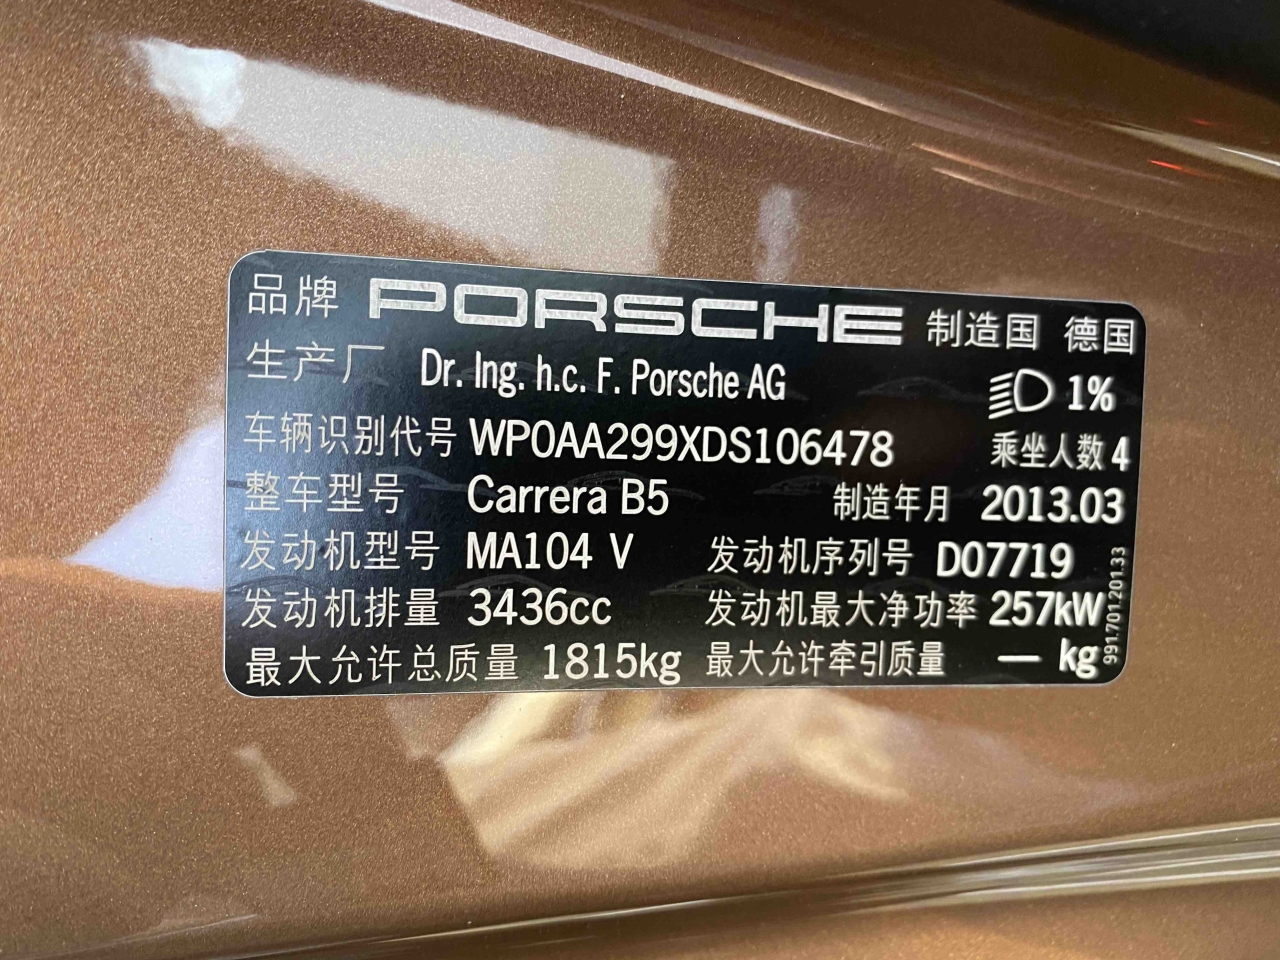 品牌 PORSCHE 制造国 德国
生产厂 Dr. Ing. h.c. F. Porsche AG 1%
车辆识别代号 WP0AA299XDS106478 乘坐人数 4
整车型号 Carrera B5 制造年月 2013.03
发动机型号 MA104 V 发动机序列号 D07719
发动机排量 3436cc 发动机最大净功率 257kW
最大允许总质量 1815kg 最大允许牵引质量 — kg
991.701.201.33